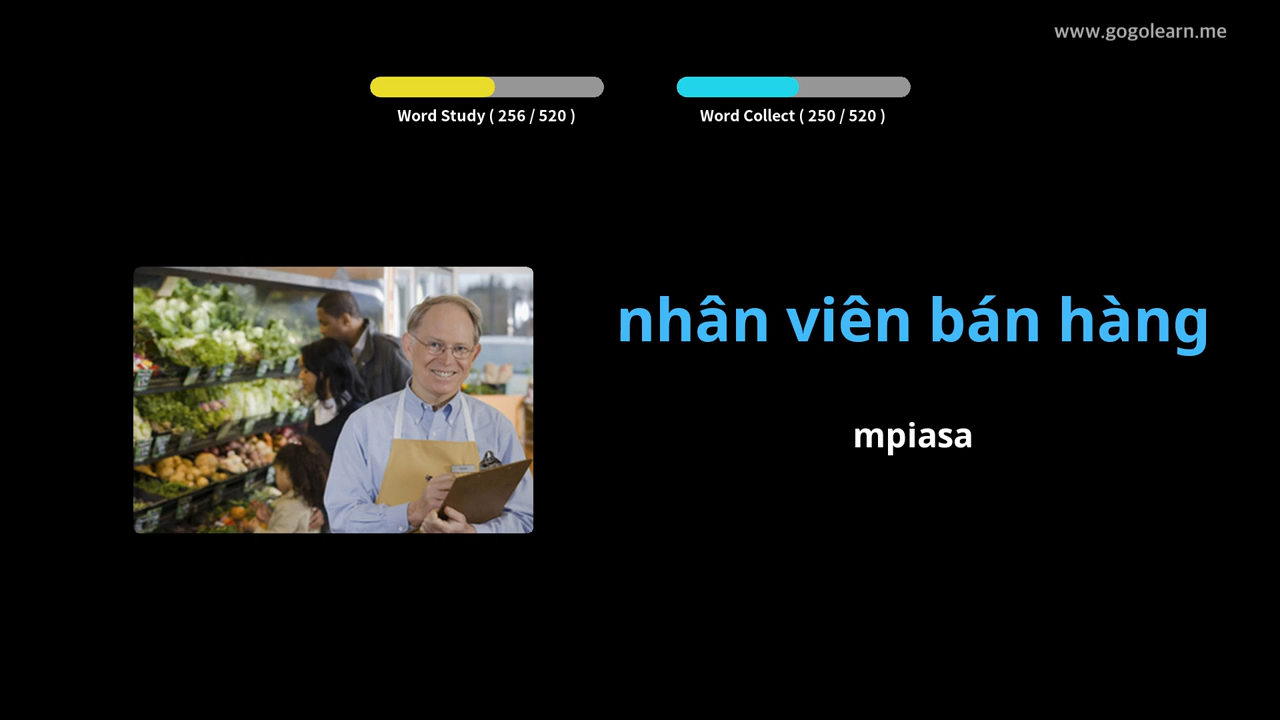 www.gogolearn.me
Word Study ( 256 / 520 )
Word Collect ( 250 / 520 )
nhân viên bán hàng
mpiasa